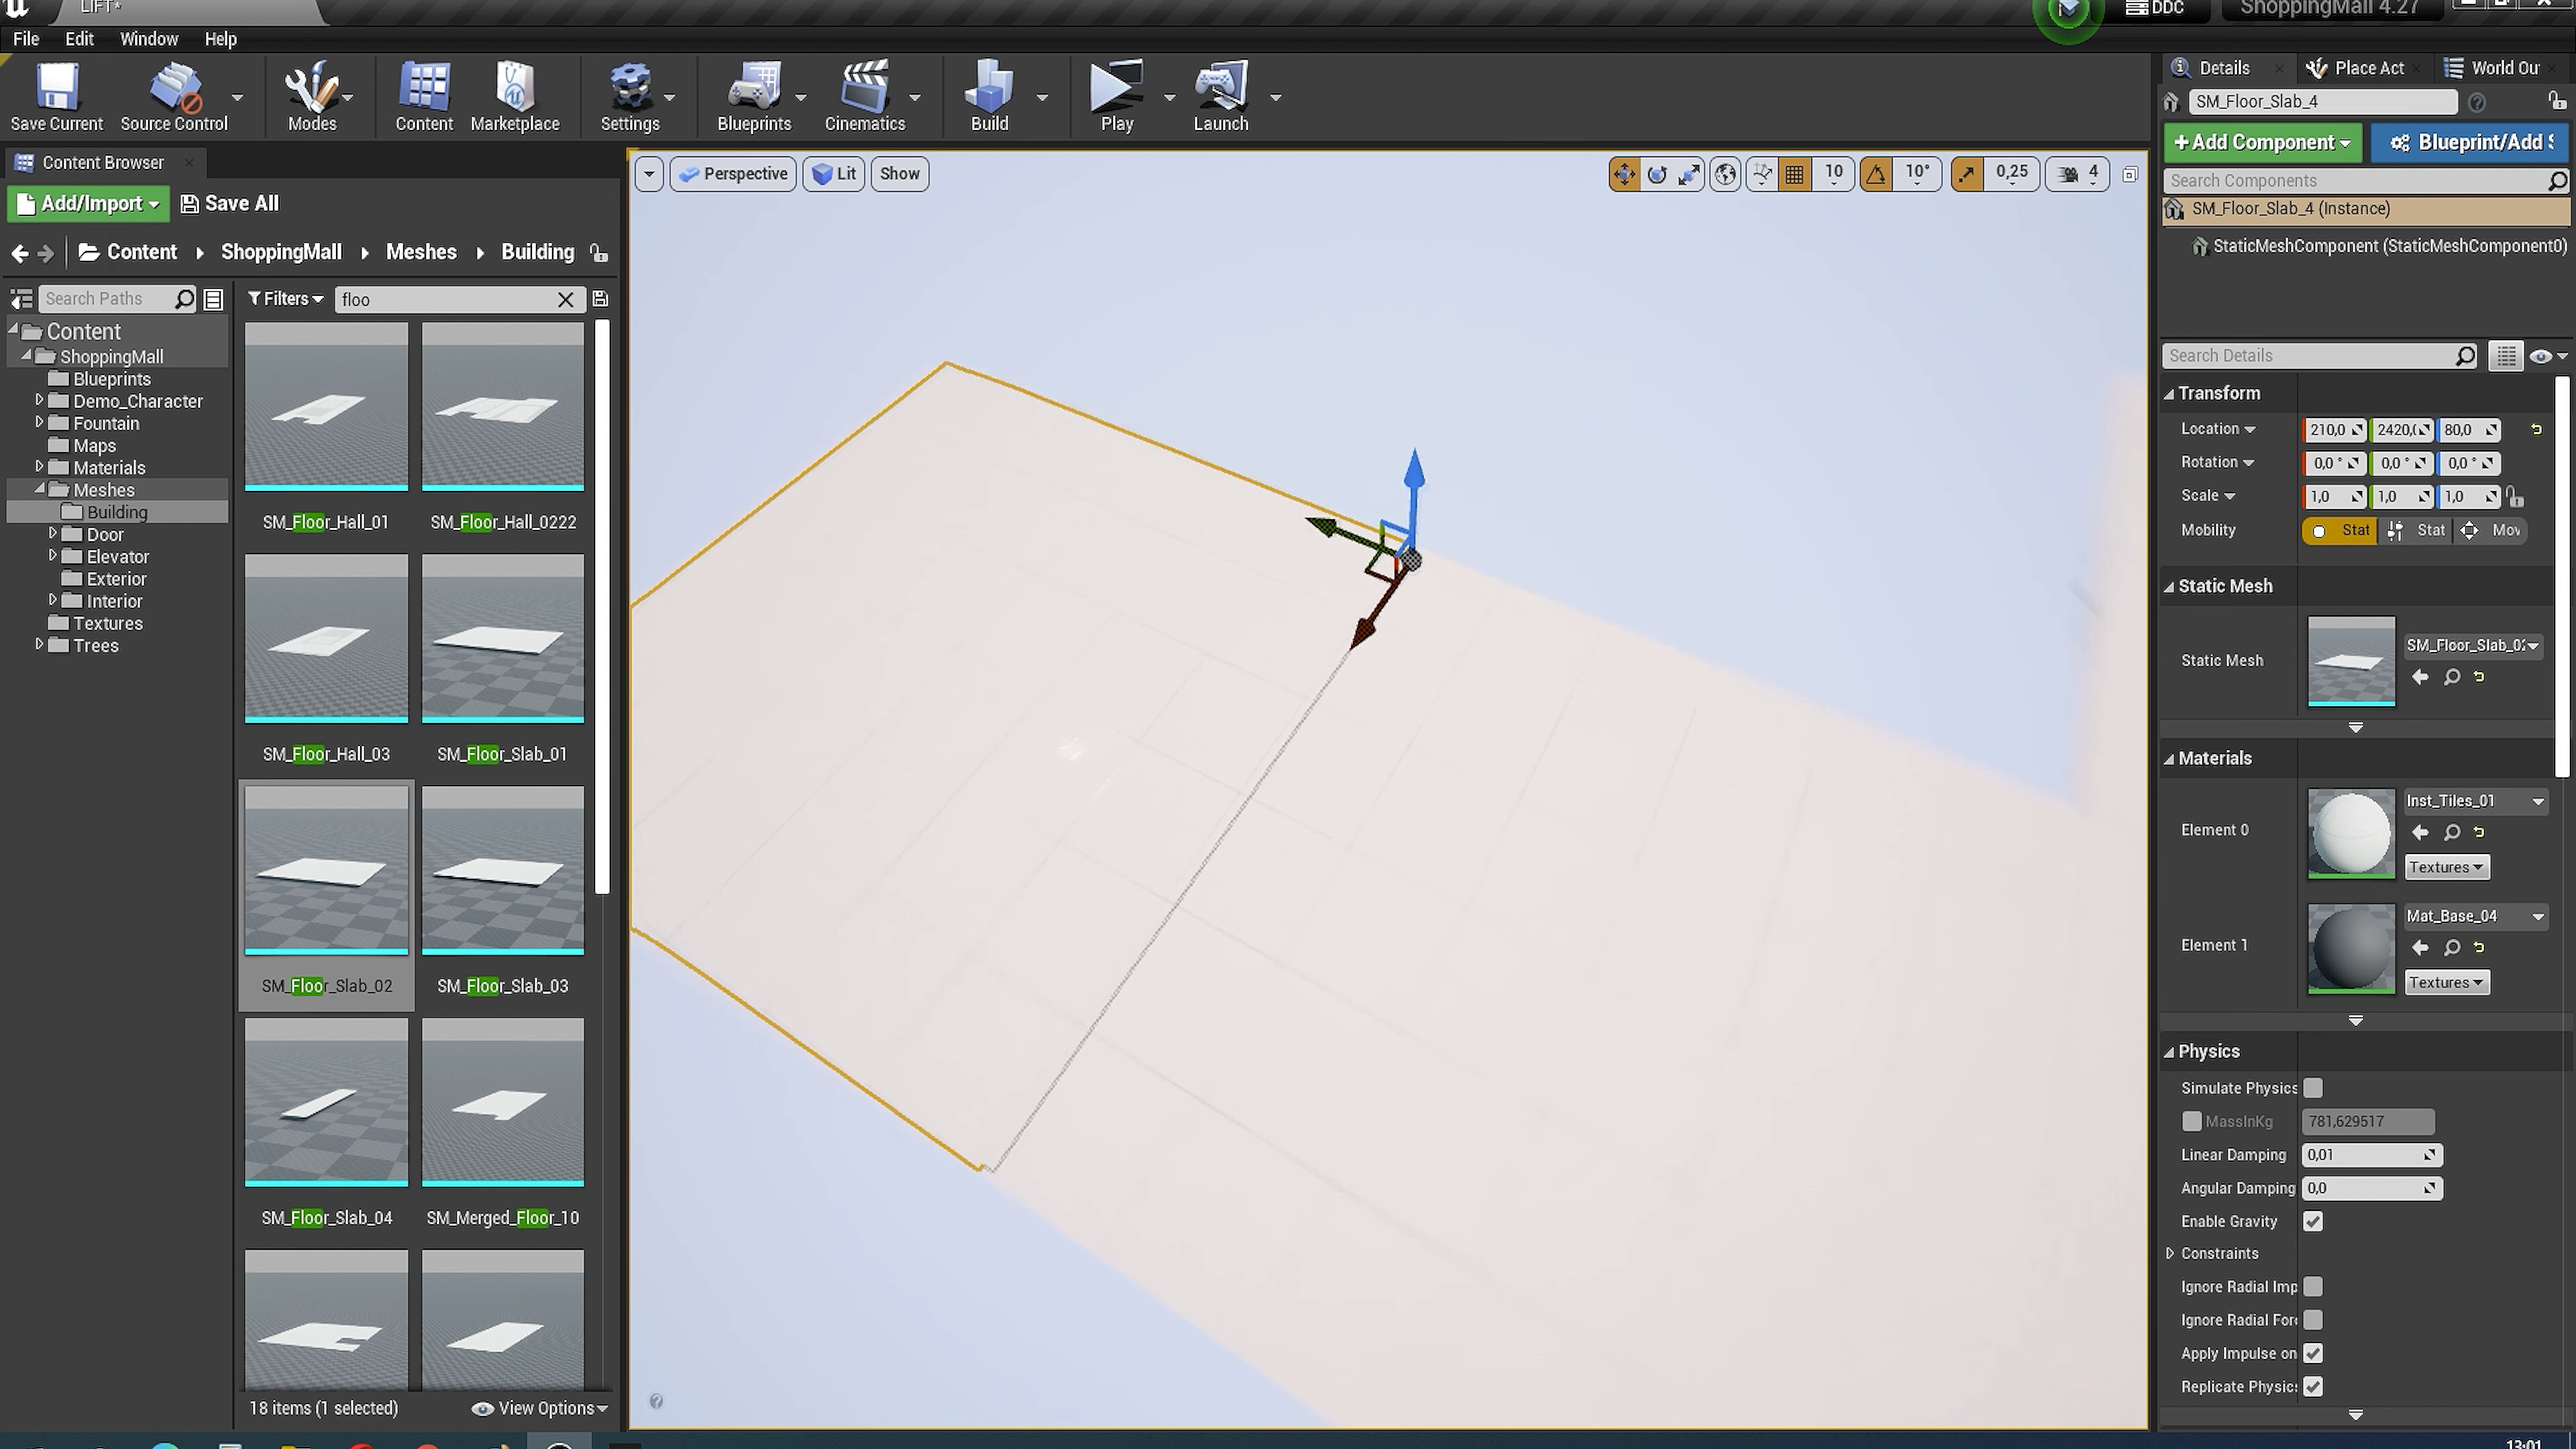 LIFT*
DDC
ShoppingMall 4.27
File Edit Window Help
Save Current
Source Control
Modes
Content
Marketplace
Settings
Blueprints
Cinematics
Build
Play
Launch
Content Browser
Add/Import
Save All
Content
ShoppingMall
Meshes
Building
Search Paths
Content
ShoppingMall
Blueprints
Demo_Character
Fountain
Maps
Materials
Meshes
Building
Door
Elevator
Exterior
Interior
Textures
Trees
Filters
floo
SM_Floor_Hall_01
SM_Floor_Hall_0222
SM_Floor_Hall_03
SM_Floor_Slab_01
SM_Floor_Slab_02
SM_Floor_Slab_03
SM_Floor_Slab_04
SM_Merged_Floor_10
18 items (1 selected)
View Options
Perspective
Lit
Show
10
10°
0,25
4
Details
Place Act
World Ou
SM_Floor_Slab_4
+Add Component
Blueprint/Add S
Search Components
SM_Floor_Slab_4 (Instance)
StaticMeshComponent (StaticMeshComponent0)
Search Details
Transform
Location 210,0 2420,( 80,0
Rotation 0,0 ° 0,0 ° 0,0 °
Scale 1,0 1,0 1,0
Mobility Stat Stat Mov
Static Mesh
Static Mesh
SM_Floor_Slab_02
Materials
Element 0
Inst_Tiles_01
Textures
Element 1
Mat_Base_04
Textures
Physics
Simulate Physics
MassInKg 781,629517
Linear Damping 0,01
Angular Damping 0,0
Enable Gravity
Constraints
Ignore Radial Imp
Ignore Radial Forc
Apply Impulse on
Replicate Physics
13:01